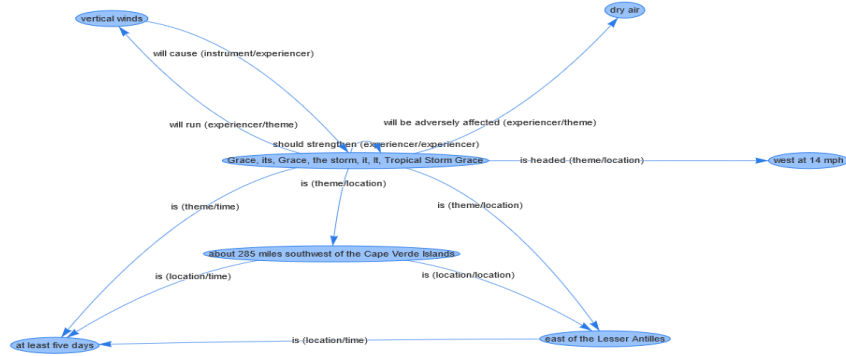 vertical winds
dry air
will cause (instrument/experiencer)
will run (experiencer/theme)
will be adversely affected (experiencer/theme)
should strengthen (experiencer/experiencer)
Grace, its, Grace, the storm, it, It, Tropical Storm Grace
is headed (theme/location)
west at 14 mph
is (theme/location)
is (theme/time)
is (theme/location)
about 285 miles southwest of the Cape Verde Islands
is (location/time)
is (location/location)
at least five days
is (location/time)
east of the Lesser Antilles